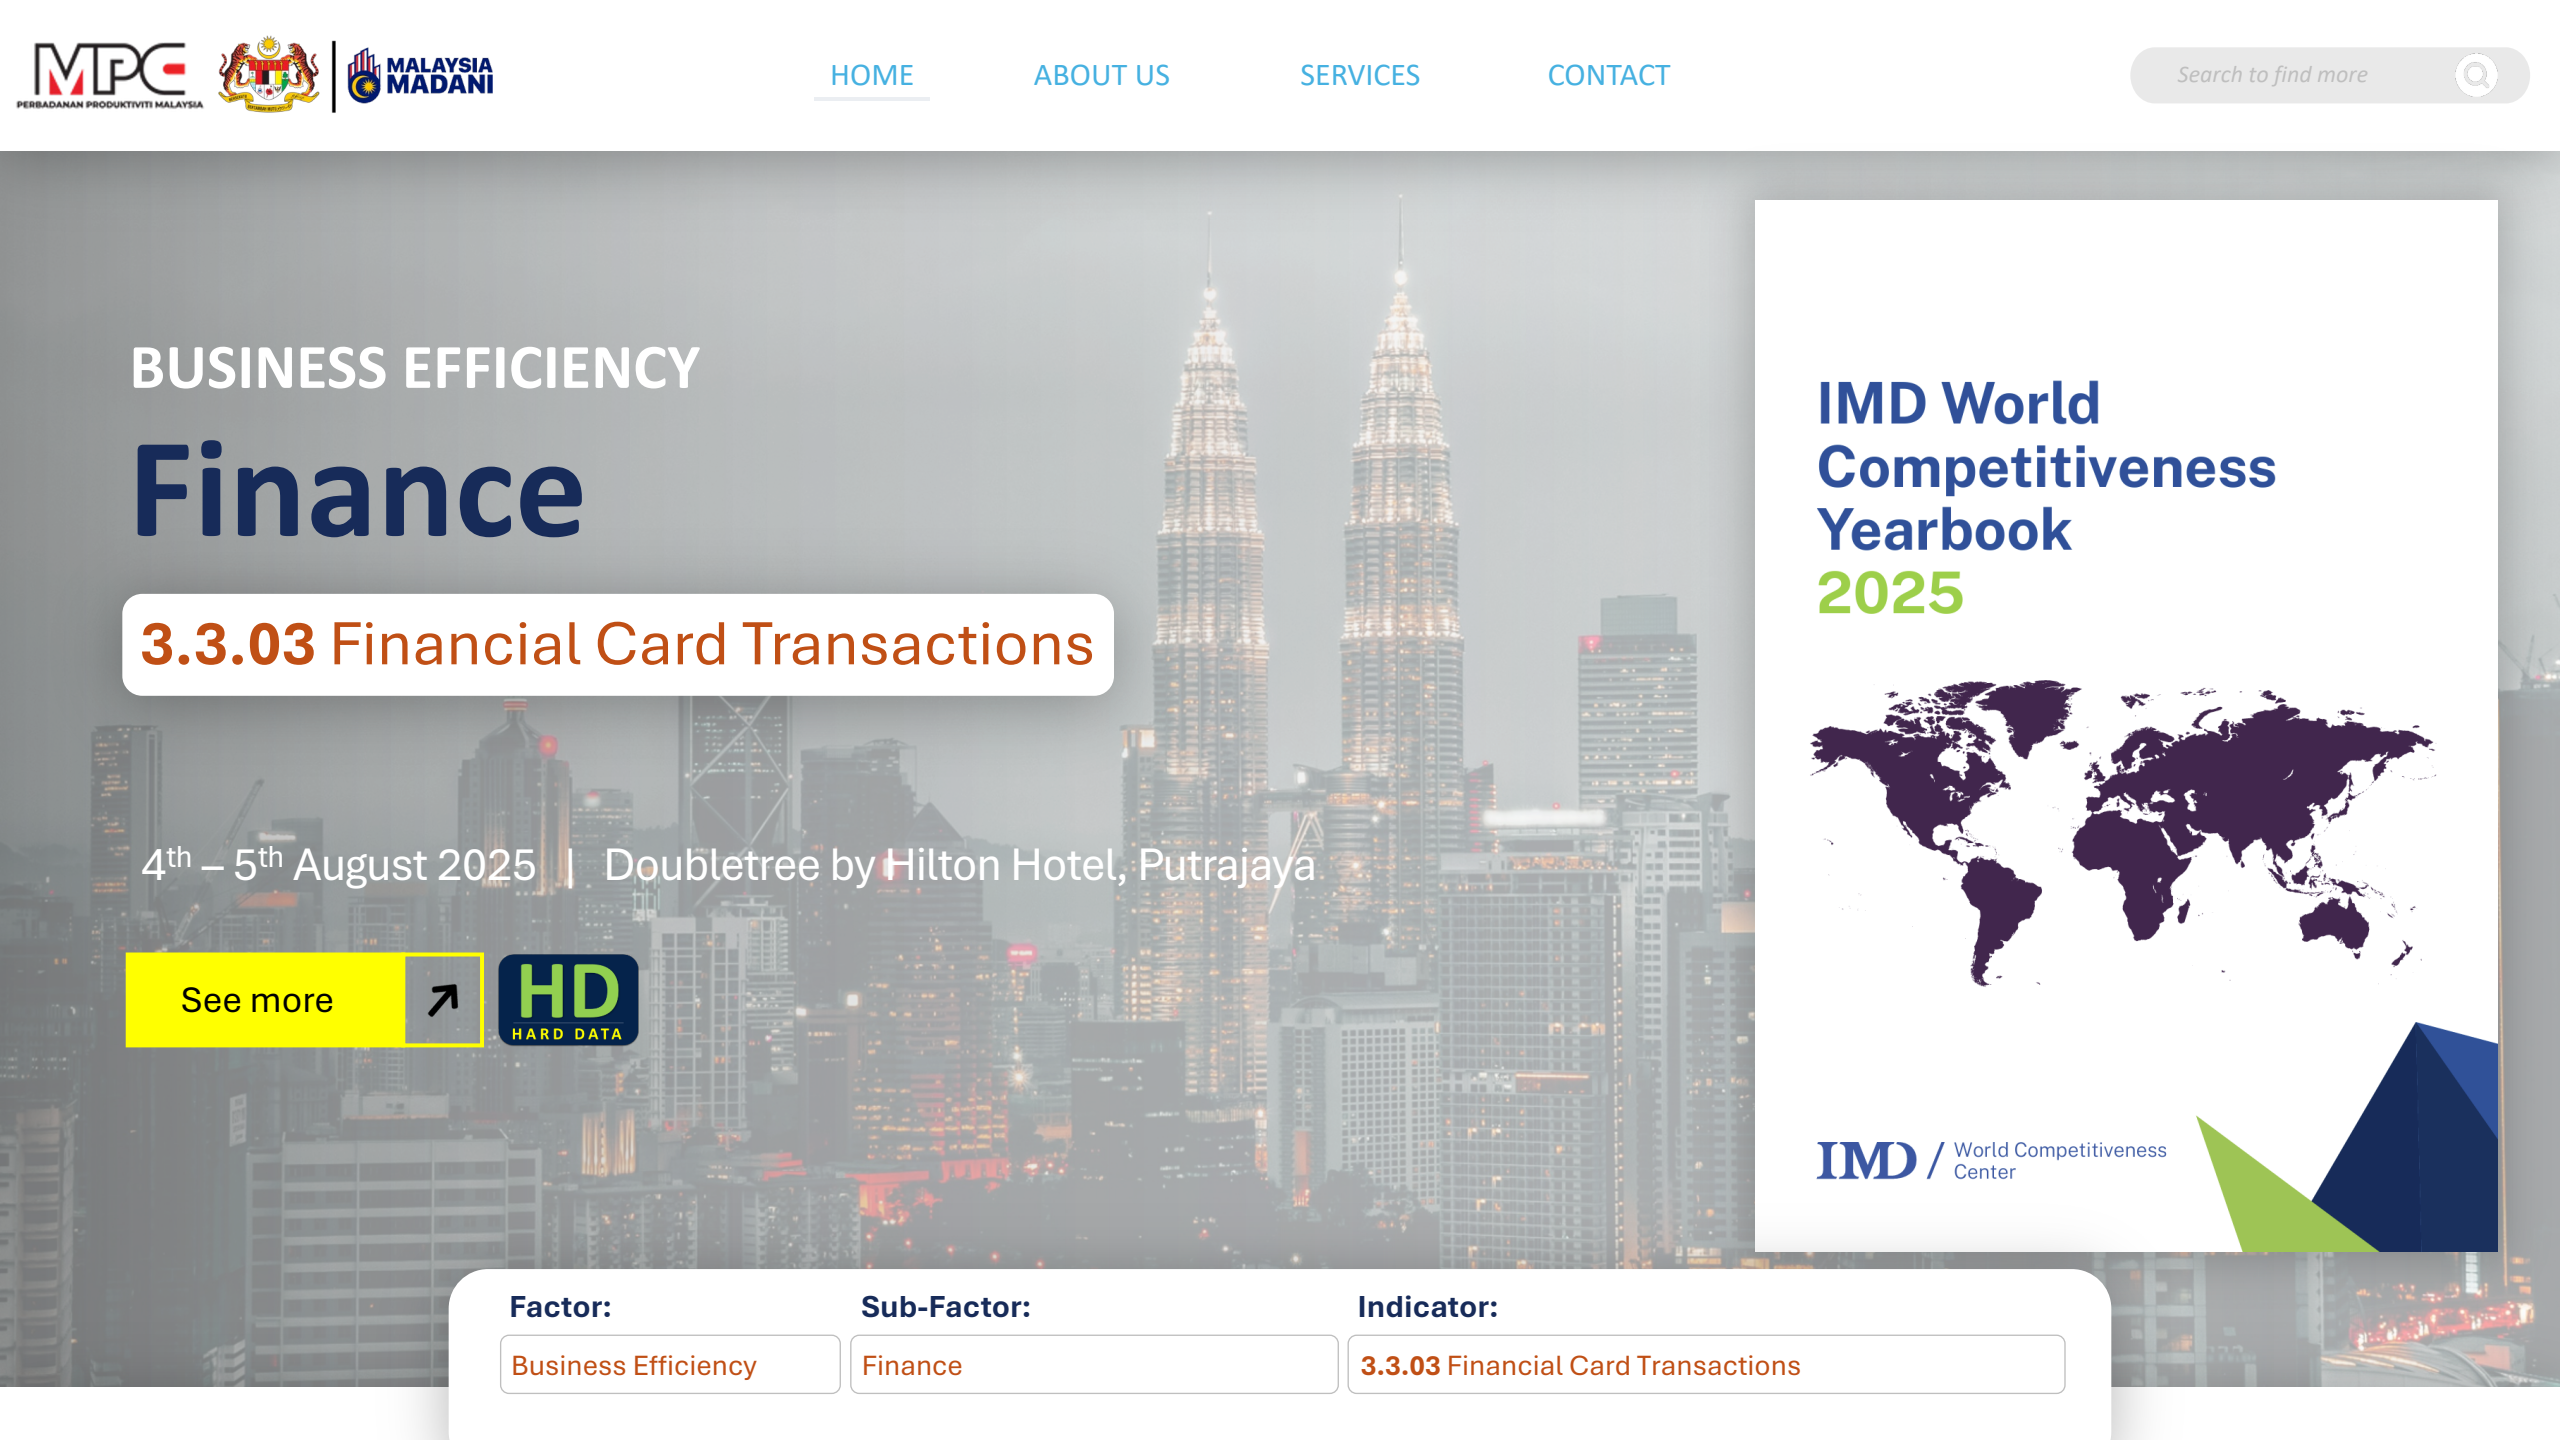 MPC
PERBADANAN PRODUKTIVITI MALAYSIA
MALAYSIA
MADANI
HOME
ABOUT US
SERVICES
CONTACT
Search to find more
BUSINESS EFFICIENCY
Finance
3.3.03 Financial Card Transactions
4th – 5th August 2025 | Doubletree by Hilton Hotel, Putrajaya
See more
HD
HARD DATA
IMD World
Competitiveness
Yearbook
2025
IMD / World Competitiveness
Center
Factor:
Sub-Factor:
Indicator:
Business Efficiency
Finance
3.3.03 Financial Card Transactions